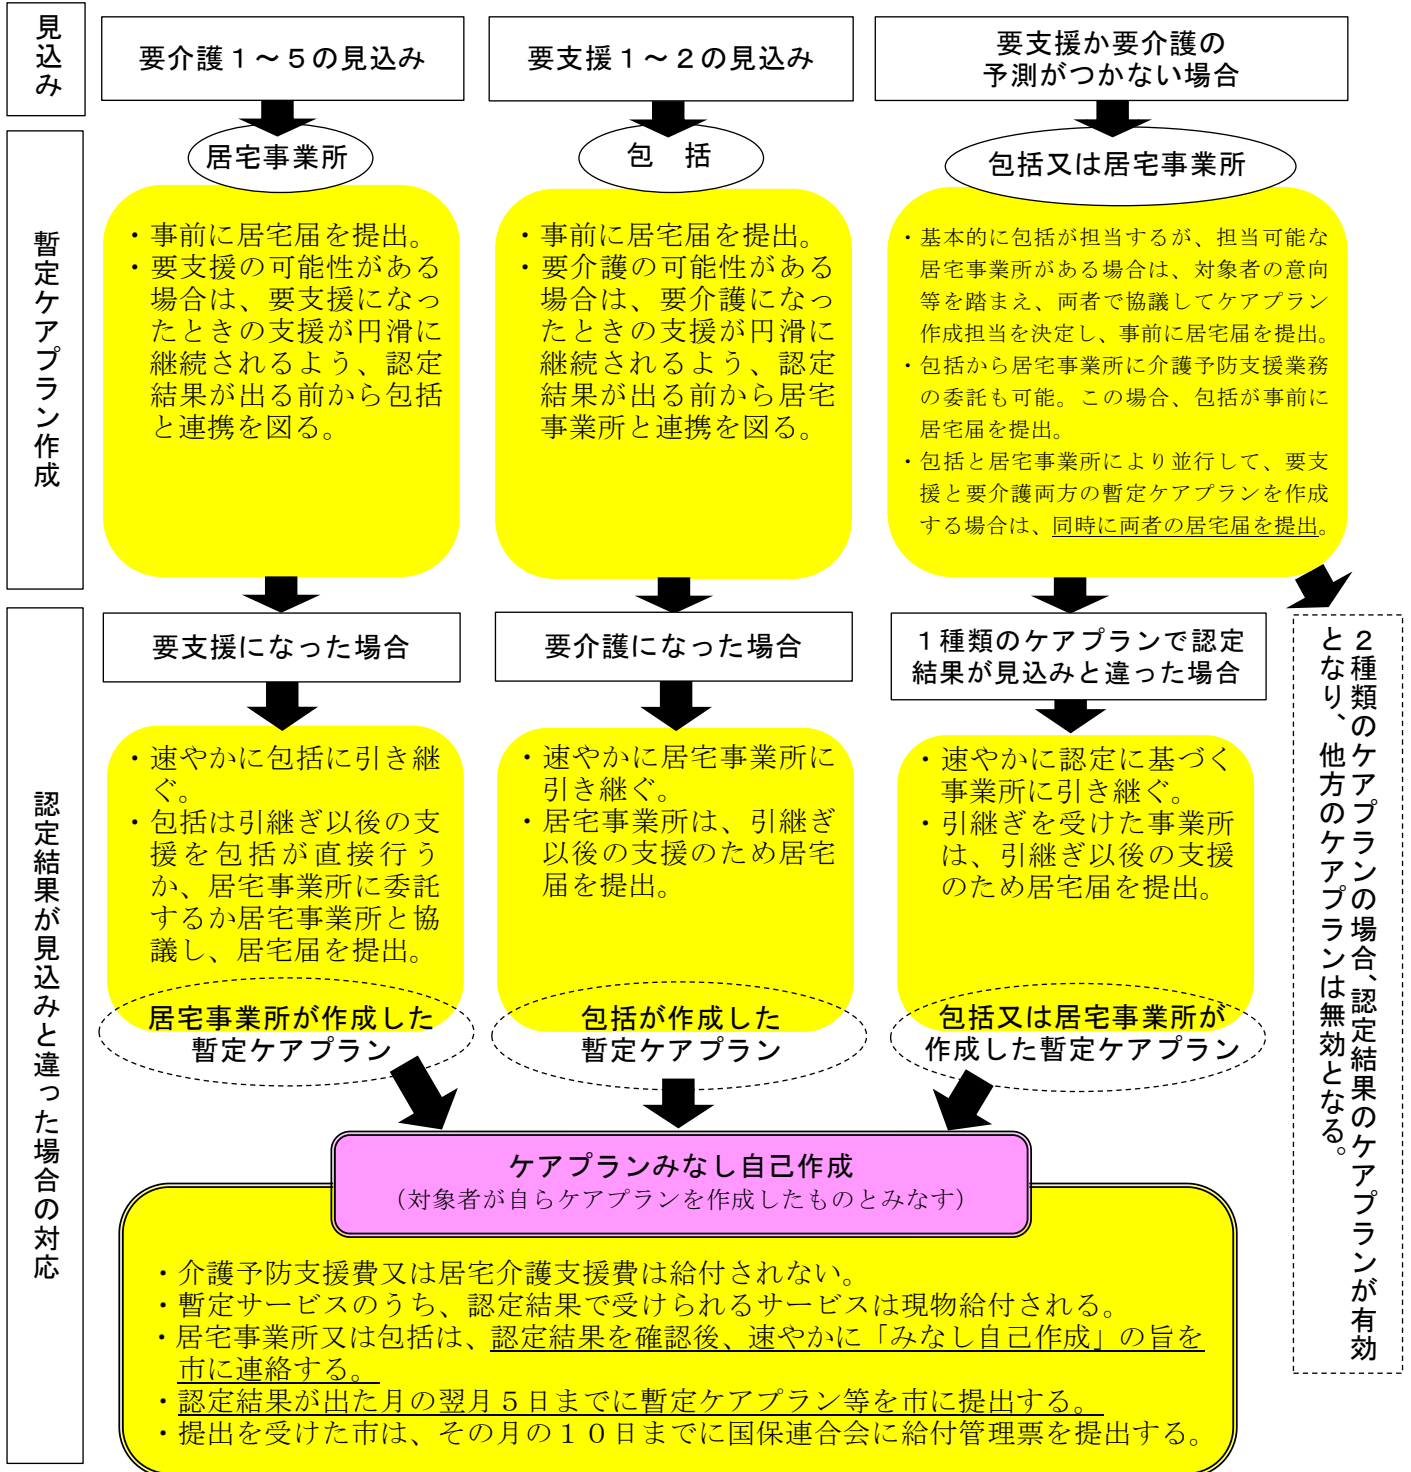 見込み
要介護１～５の見込み
要支援１～２の見込み
要支援か要介護の
予測がつかない場合
暫定ケアプラン作成
居宅事業所
・事前に居宅届を提出。
・要支援の可能性がある
場合は、要支援になっ
たときの支援が円滑に
継続されるよう、認定
結果が出る前から包括
と連携を図る。
包　括
・事前に居宅届を提出。
・要介護の可能性がある
場合は、要介護になっ
たときの支援が円滑に
継続されるよう、認定
結果が出る前から居宅
事業所と連携を図る。
包括又は居宅事業所
・基本的に包括が担当するが、担当可能な
居宅事業所がある場合は、対象者の意向
等を踏まえ、両者で協議してケアプラン
作成担当を決定し、事前に居宅届を提出。
・包括から居宅事業所に介護予防支援業務
の委託も可能。この場合、包括が事前に
居宅届を提出。
・包括と居宅事業所により並行して、要支
援と要介護両方の暫定ケアプランを作成
する場合は、同時に両者の居宅届を提出。
認定結果が見込みと違った場合の対応
要支援になった場合
・速やかに包括に引き継
ぐ。
・包括は引継ぎ以後の支
援を包括が直接行う
か、居宅事業所に委託
するか居宅事業所と協
議し、居宅届を提出。
居宅事業所が作成した
暫定ケアプラン
要介護になった場合
・速やかに居宅事業所に
引き継ぐ。
・居宅事業所は、引継ぎ
以後の支援のため居宅
届を提出。
包括が作成した
暫定ケアプラン
１種類のケアプランで認定
結果が見込みと違った場合
・速やかに認定に基づく
事業所に引き継ぐ。
・引継ぎを受けた事業所
は、引継ぎ以後の支援
のため居宅届を提出。
包括又は居宅事業所が
作成した暫定ケアプラン
２種類のケアプランの場合、認定結果のケアプランが有効
となり、他方のケアプランは無効となる。
ケアプランみなし自己作成
（対象者が自らケアプランを作成したものとみなす）
・介護予防支援費又は居宅介護支援費は給付されない。
・暫定サービスのうち、認定結果で受けられるサービスは現物給付される。
・居宅事業所又は包括は、認定結果を確認後、速やかに「みなし自己作成」の旨を
市に連絡する。
・認定結果が出た月の翌月５日までに暫定ケアプラン等を市に提出する。
・提出を受けた市は、その月の１０日までに国保連合会に給付管理票を提出する。